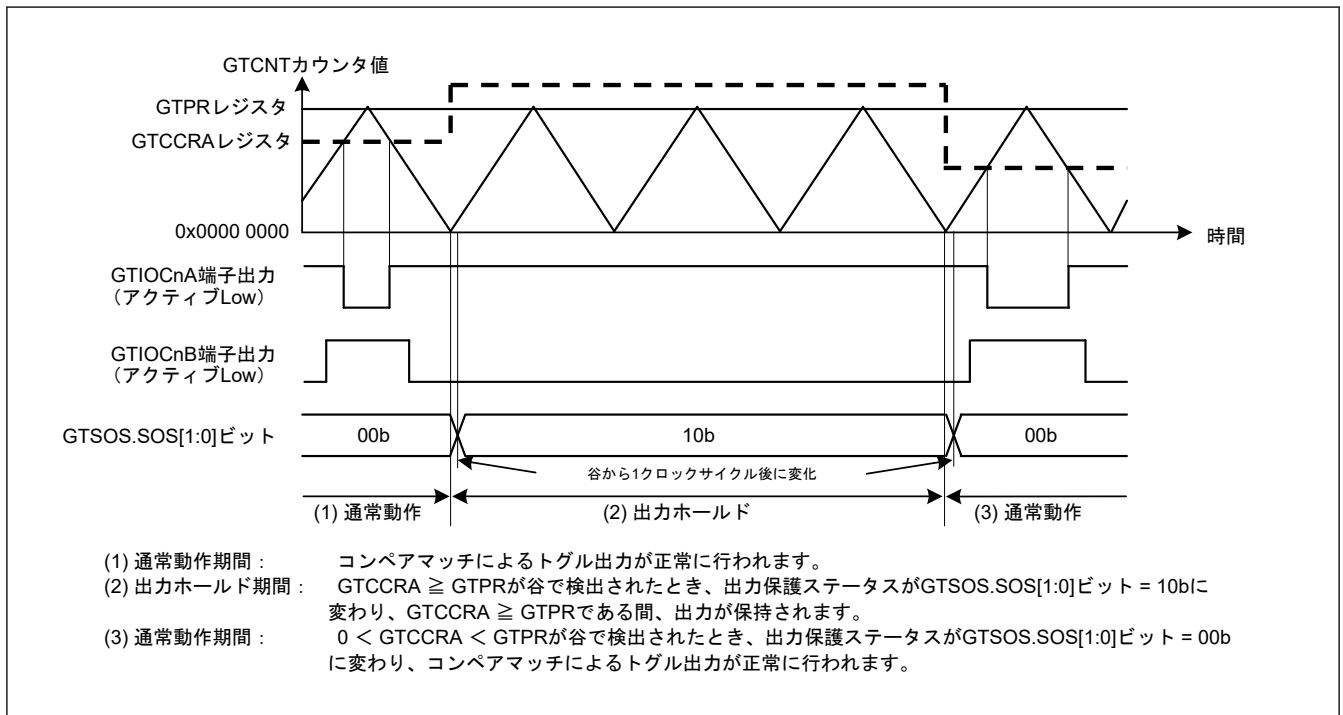 GTCNTカウンタ値
GTPRレジスタ
GTCCRAレジスタ
0x0000 0000
時間
GTIOCnA端子出力
（アクティブLow）
GTIOCnB端子出力
（アクティブLow）
GTSOS.SOS[1:0]ビット
00b
10b
00b
谷から1クロックサイクル後に変化
(1) 通常動作
(2) 出力ホールド
(3) 通常動作
(1) 通常動作期間： コンペアマッチによるトグル出力が正常に行われます。
(2) 出力ホールド期間： GTCCRA ≧ GTPRが谷で検出されたとき、出力保護ステータスがGTSOS.SOS[1:0]ビット = 10bに
変わり、GTCCRA ≧ GTPRである間、出力が保持されます。
(3) 通常動作期間： 0 < GTCCRA < GTPRが谷で検出されたとき、出力保護ステータスがGTSOS.SOS[1:0]ビット = 00b
に変わり、コンペアマッチによるトグル出力が正常に行われます。